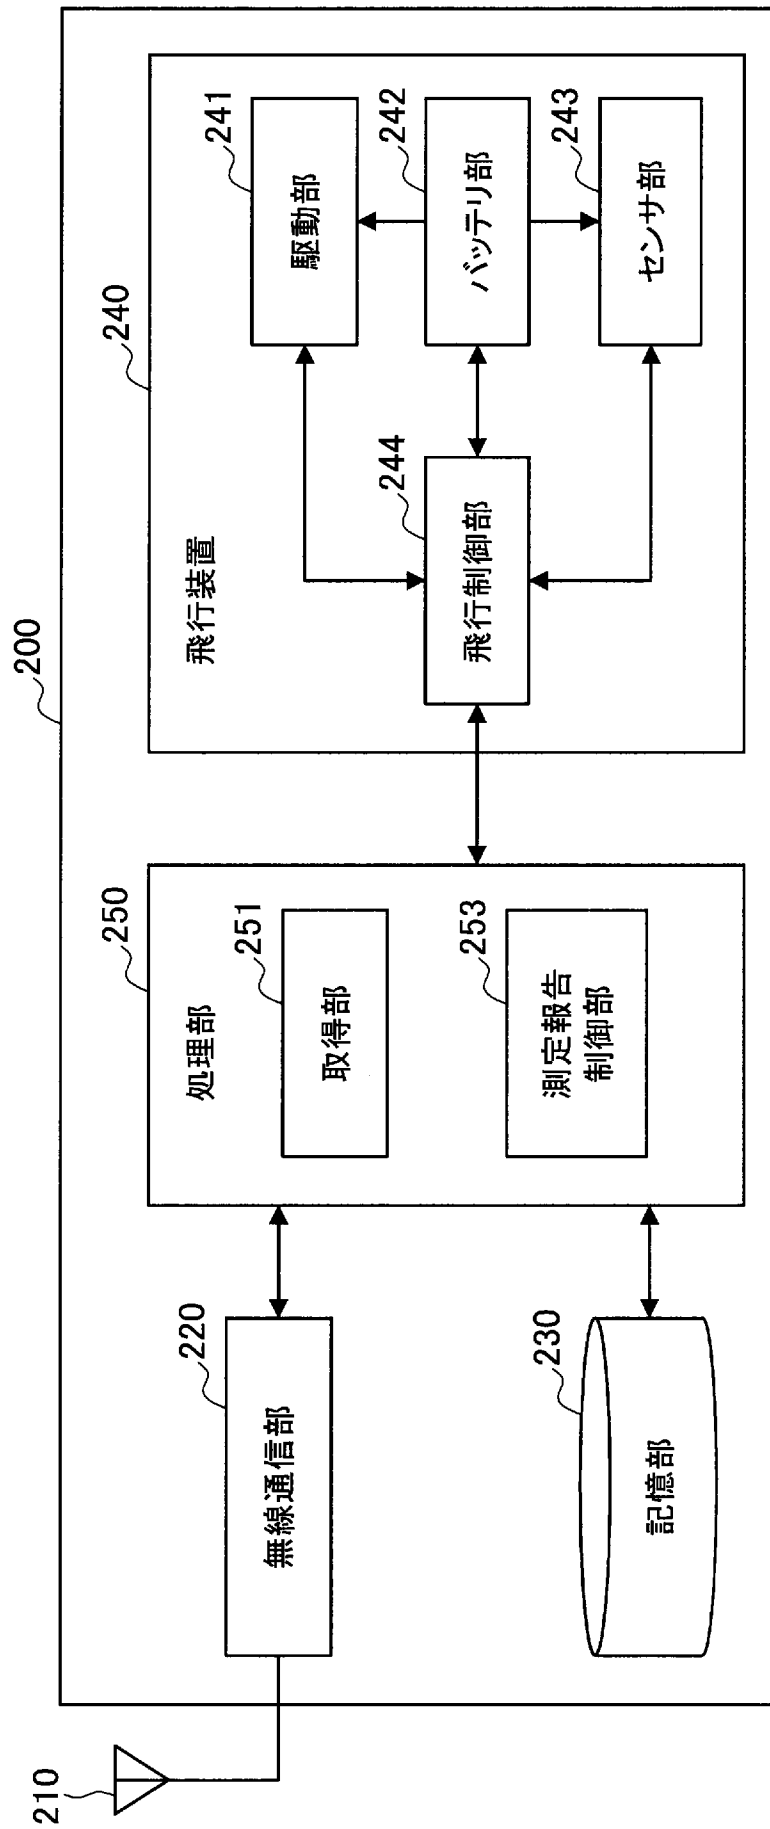 200
210
220
無線通信部
230
記憶部
250
処理部
251
取得部
253
測定報告
制御部
240
飛行装置
244
飛行制御部
241
駆動部
242
バッテリ部
243
センサ部